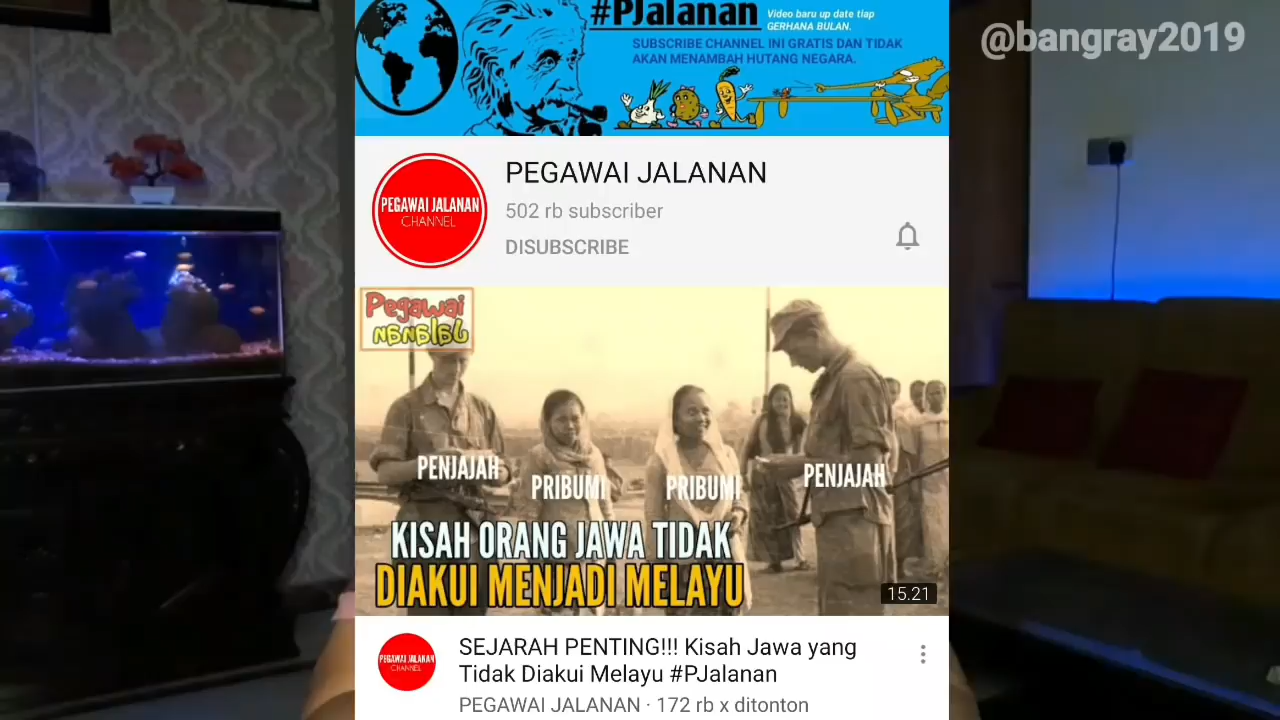 #PJalanan
Video baru up date tiap
GERHANA BULAN.
SUBSCRIBE CHANNEL INI GRATIS DAN TIDAK
AKAN MENAMBAH HUTANG NEGARA.
@bangray2019
PEGAWAI JALANAN
CHANNEL
PEGAWAI JALANAN
502 rb subscriber
DISUBSCRIBE
Pegawai
Jalanan
PENJAJAH
PRIBUMI
PRIBUMI
PENJAJAH
KISAH ORANG JAWA TIDAK
DIAKUI MENJADI MELAYU
15.21
PEGAWAI JALANAN
CHANNEL
SEJARAH PENTING!!! Kisah Jawa yang
Tidak Diakui Melayu #PJalanan
PEGAWAI JALANAN · 172 rb x ditonton